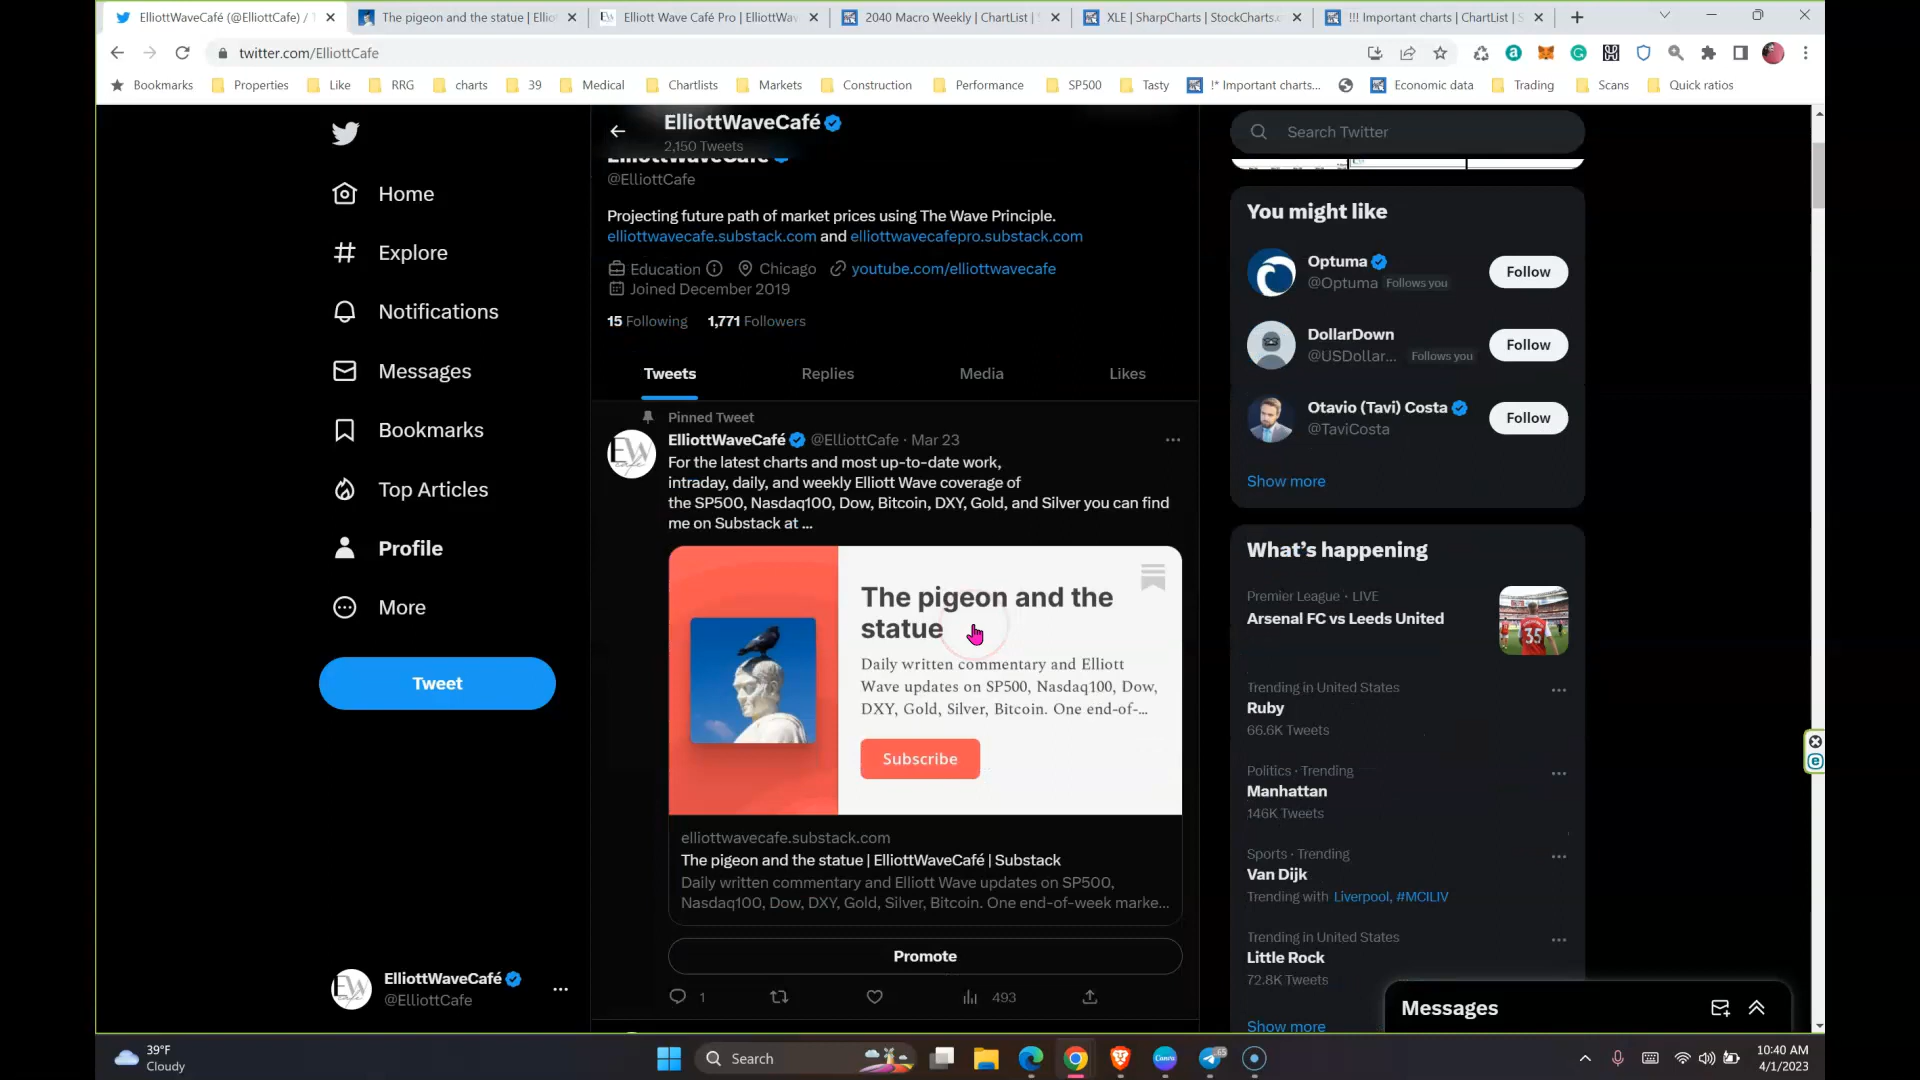 ElliottWaveCafé (@ElliottCafe) / T
The pigeon and the statue | Ellio
Elliott Wave Café Pro | ElliottWav
2040 Macro Weekly | ChartList |
XLE | SharpCharts | StockCharts.c
!!! Important charts | ChartList | S
twitter.com/ElliottCafe
Bookmarks
Properties
Like
RRG
charts
39
Medical
Chartlists
Markets
Construction
Performance
SP500
Tasty
!* Important charts...
Economic data
Trading
Scans
Quick ratios
Home
Explore
Notifications
Messages
Bookmarks
Top Articles
Profile
More
Tweet
ElliottWaveCafé
@ElliottCafe
ElliottWaveCafé
2,150 Tweets
ElliottWaveCafé
@ElliottCafe
Projecting future path of market prices using The Wave Principle.
elliottwavecafe.substack.com and elliottwavecafepro.substack.com
Education Chicago youtube.com/elliottwavecafe
Joined December 2019
15 Following 1,771 Followers
Tweets Replies Media Likes
Pinned Tweet
ElliottWaveCafé @ElliottCafe · Mar 23
For the latest charts and most up-to-date work,
intraday, daily, and weekly Elliott Wave coverage of
the SP500, Nasdaq100, Dow, Bitcoin, DXY, Gold, and Silver you can find
me on Substack at ...
The pigeon and the
statue
Daily written commentary and Elliott
Wave updates on SP500, Nasdaq100, Dow,
DXY, Gold, Silver, Bitcoin. One end-of-...
Subscribe
elliottwavecafe.substack.com
The pigeon and the statue | ElliottWaveCafé | Substack
Daily written commentary and Elliott Wave updates on SP500,
Nasdaq100, Dow, DXY, Gold, Silver, Bitcoin. One end-of-week marke...
Promote
1
493
Search Twitter
You might like
Optuma
@Optuma Follows you
Follow
DollarDown
@USDollar... Follows you
Follow
Otavio (Tavi) Costa
@TaviCosta
Follow
Show more
What's happening
Premier League · LIVE
Arsenal FC vs Leeds United
35
Trending in United States
Ruby
66.6K Tweets
Politics · Trending
Manhattan
146K Tweets
Sports · Trending
Van Dijk
Trending with Liverpool, #MCILIV
Trending in United States
Little Rock
72.8K Tweets
Show more
Messages
39°F
Cloudy
Search
10:40 AM
4/1/2023